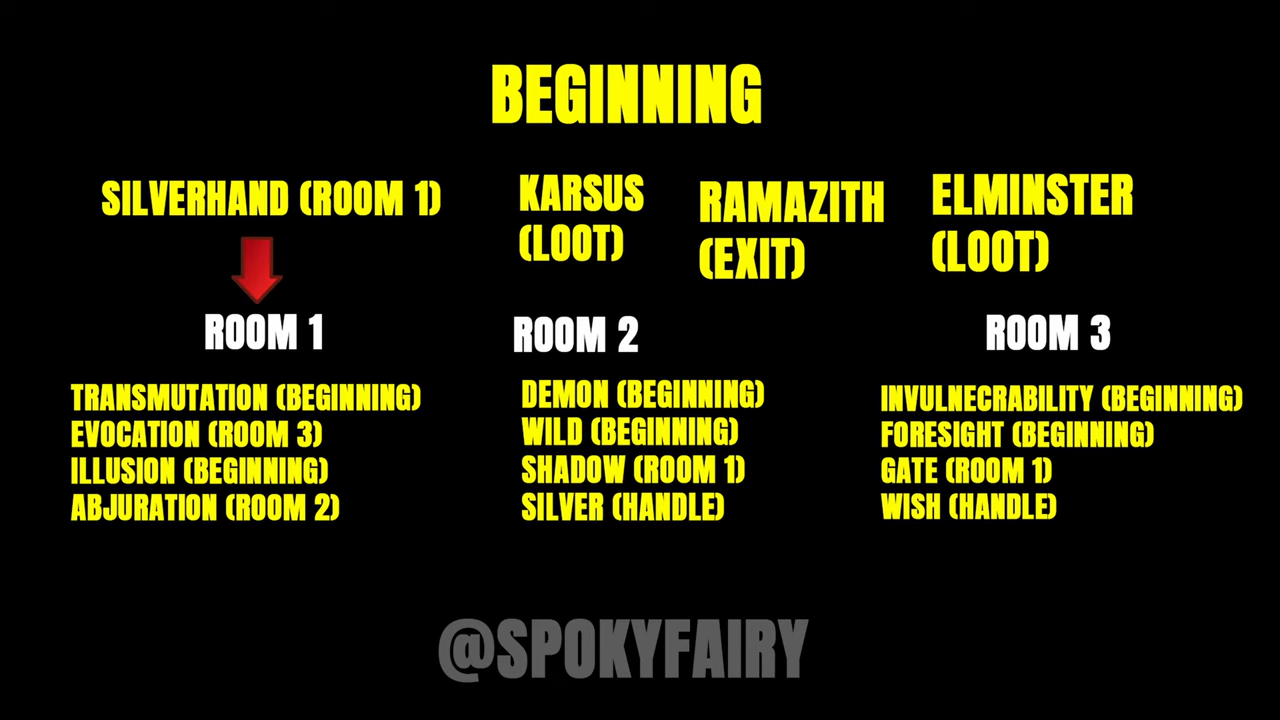 BEGINNING
SILVERHAND (ROOM 1)
KARSUS
(LOOT)
RAMAZITH
(EXIT)
ELMINSTER
(LOOT)
ROOM 1
TRANSMUTATION (BEGINNING)
EVOCATION (ROOM 3)
ILLUSION (BEGINNING)
ABJURATION (ROOM 2)
ROOM 2
DEMON (BEGINNING)
WILD (BEGINNING)
SHADOW (ROOM 1)
SILVER (HANDLE)
ROOM 3
INVULNECRABILITY (BEGINNING)
FORESIGHT (BEGINNING)
GATE (ROOM 1)
WISH (HANDLE)
@SPOKYFAIRY